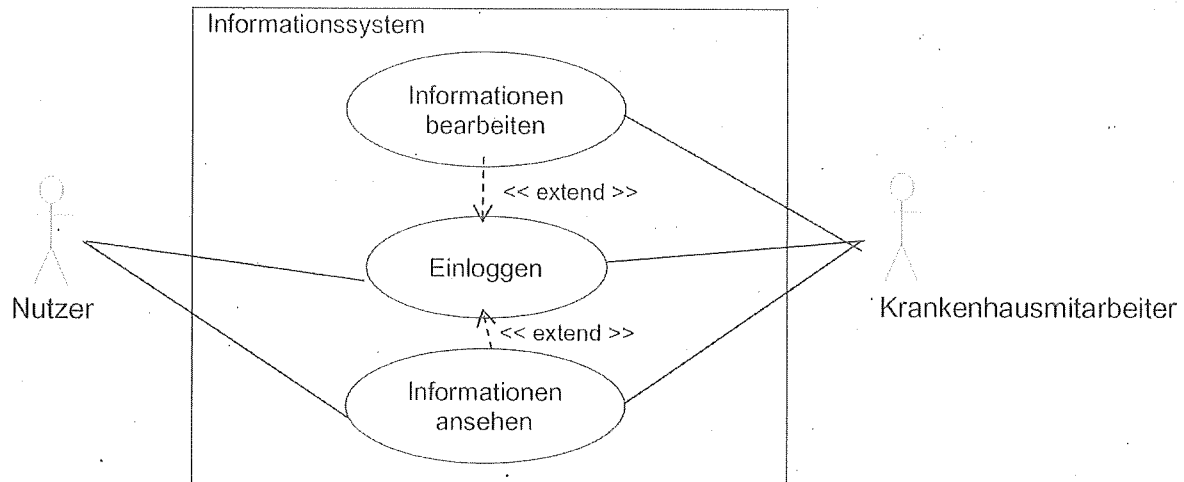 Informationssystem
Informationen
bearbeiten
<< extend >>
Einloggen
Nutzer
Krankenhausmitarbeiter
<< extend >>
Informationen
ansehen